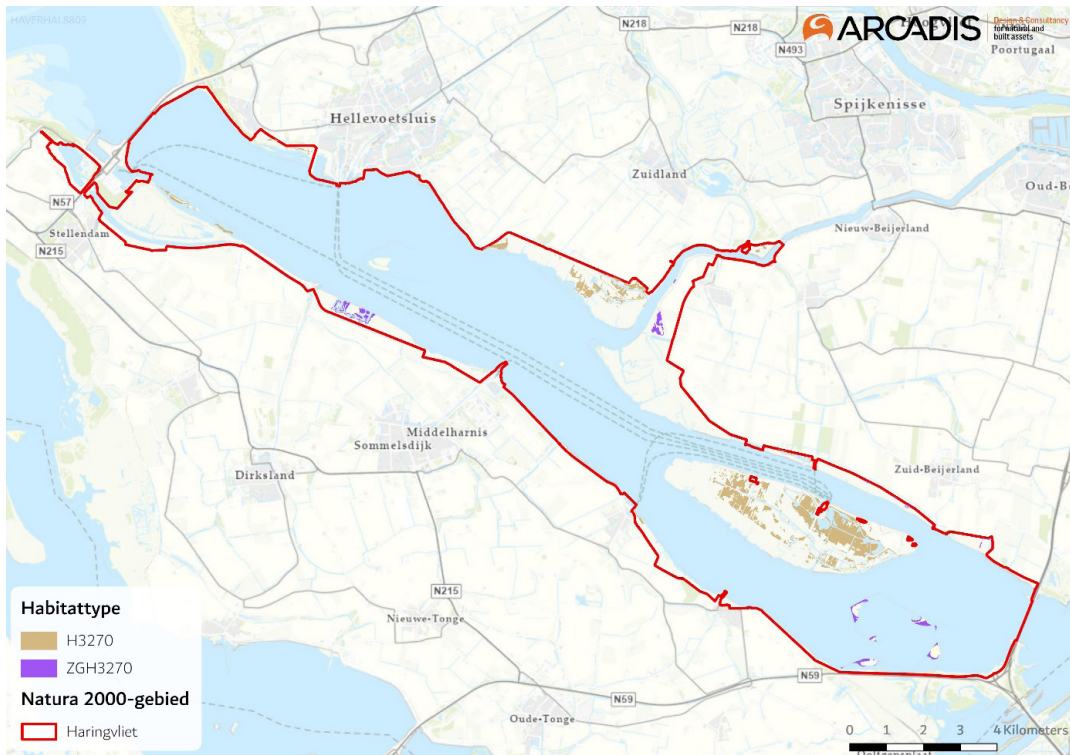 HAVERHALS809
N218
N218
ARCADIS
Design & Consultancy
for natural and
built assets
N493
Poortugaal
Hellevoetsluis
Spijkenisse
Zuidland
Oud-Be
N57
Stellendam
N215
Nieuw-Beijerland
Middelharnis
Sommelsdijk
Dirksland
Zuid-Beijerland
N215
Nieuwe-Tonge
N59
N59
Oude-Tonge
Habitattype
H3270
ZGH3270
Natura 2000-gebied
Haringvliet
0 1 2 3 4 Kilometers